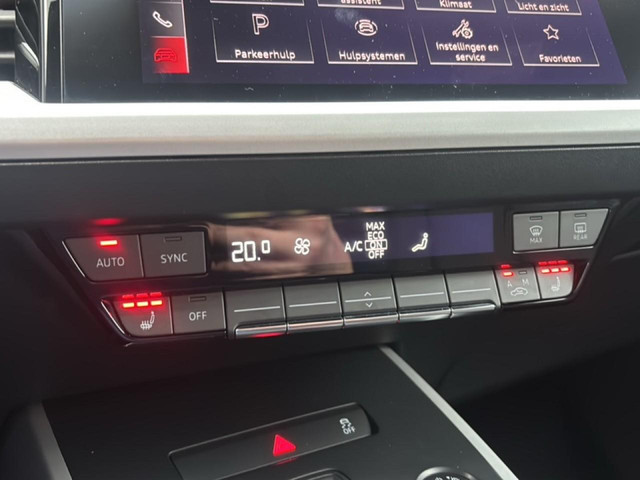 assistent
Klimaat
Licht en zicht
P
Parkeerhulp
Hulpsystemen
Instellingen en
service
Favorieten
AUTO
SYNC
20.0
A/C
MAX
ECO
ON
OFF
MAX
REAR
OFF
A M
OFF